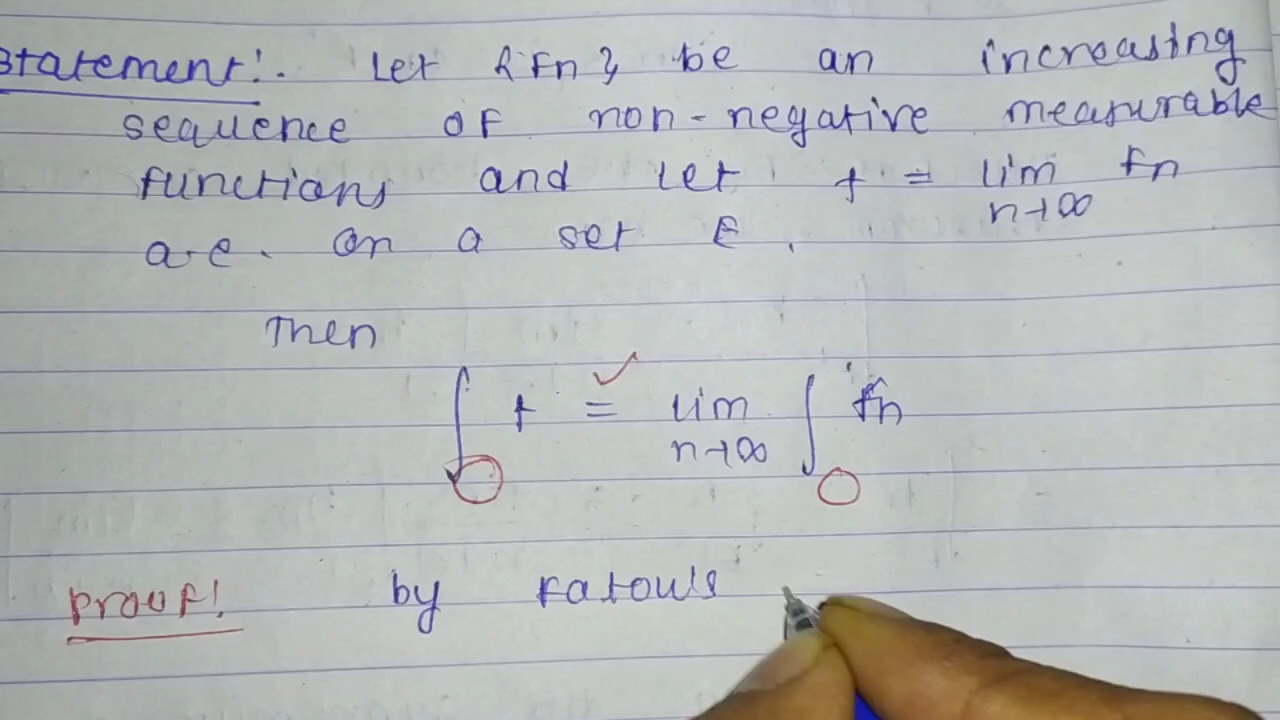 Statement:- Let {fn} be an increasing
sequence of non-negative measurable
functions and let f = lim fn
n→∞
a.e. on a set E.
Then
∫ f = lim ∫ fn
n→∞
Proof! by Fatou's